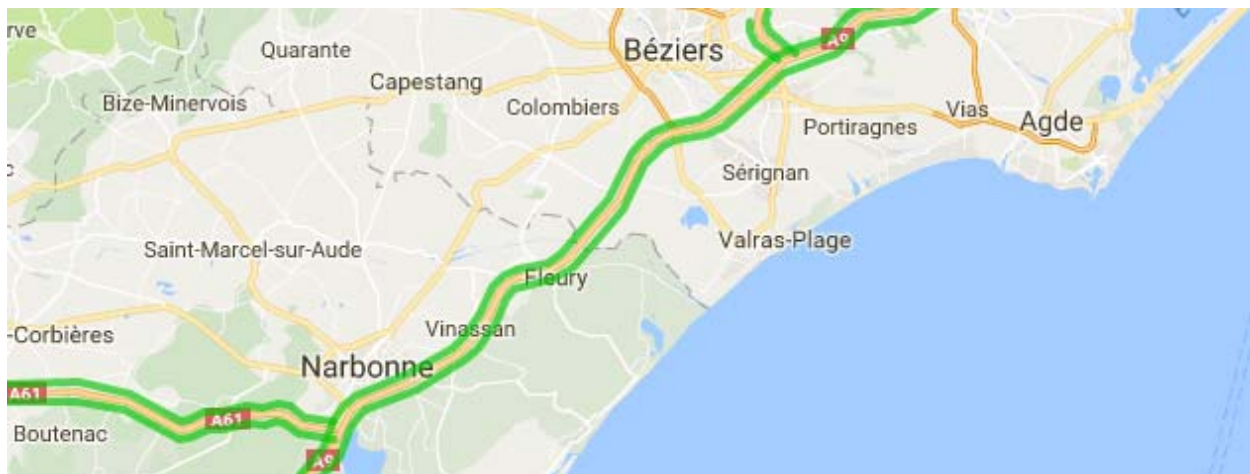 A9
rve
Quarante
Béziers
Capestang
Bize-Minervois
Colombiers
Vias
Agde
Portiragnes
Sérignan
Valras-Plage
Saint-Marcel-sur-Aude
Fleury
Vinassan
-Corbières
Narbonne
A61
A61
Boutenac
A9